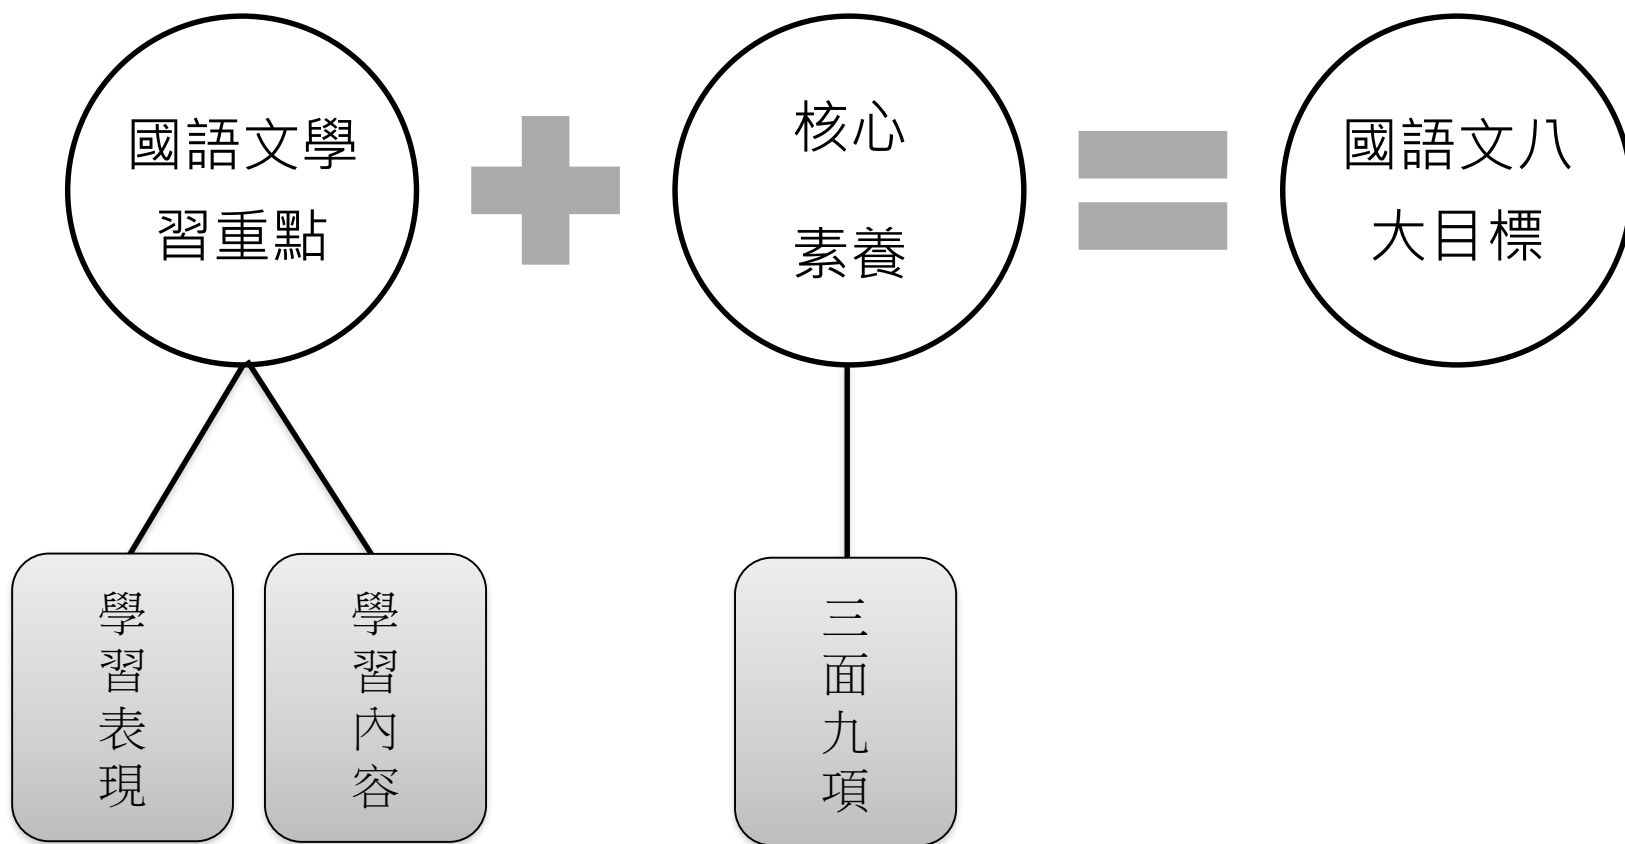 國語文學
習重點
核心
素養
國語文八
大目標
學習表現
學習內容
三面九項